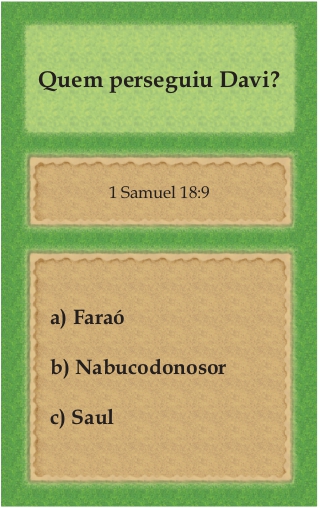 Quem perseguiu Davi?
1 Samuel 18:9
a) Faraó
b) Nabucodonosor
c) Saul